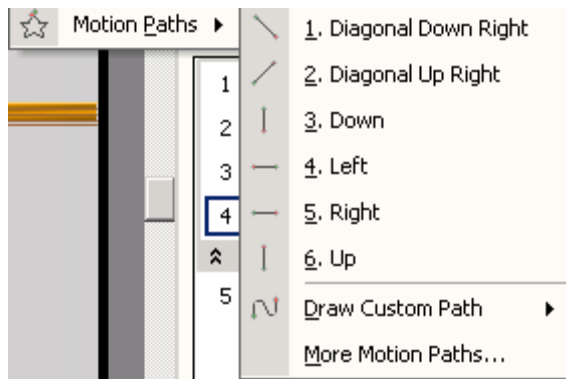 Motion Paths
1. Diagonal Down Right
2. Diagonal Up Right
3. Down
4. Left
5. Right
6. Up
Draw Custom Path
More Motion Paths...
1
2
3
4
5